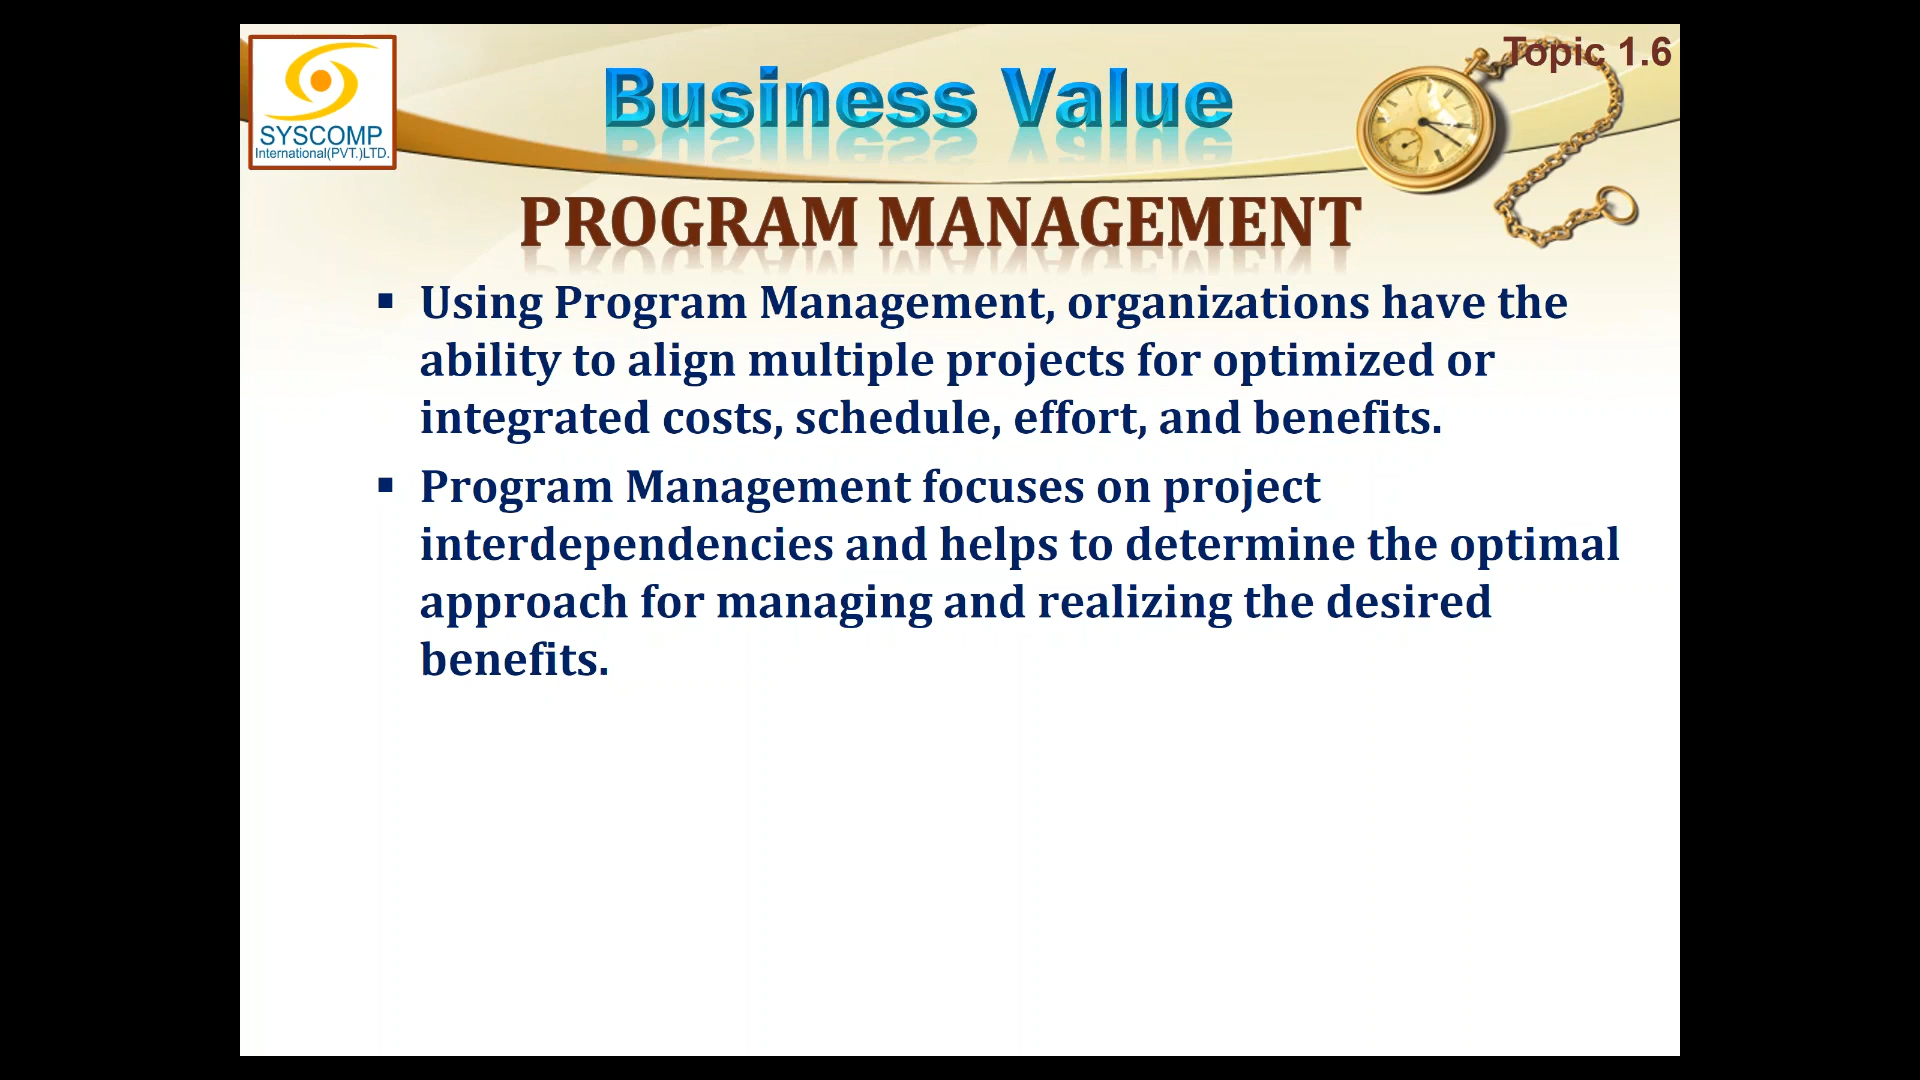 Topic 1.6
Business Value
SYSCOMP
International(PVT.)LTD.
PROGRAM MANAGEMENT
▪ Using Program Management, organizations have the
ability to align multiple projects for optimized or
integrated costs, schedule, effort, and benefits.
▪ Program Management focuses on project
interdependencies and helps to determine the optimal
approach for managing and realizing the desired
benefits.